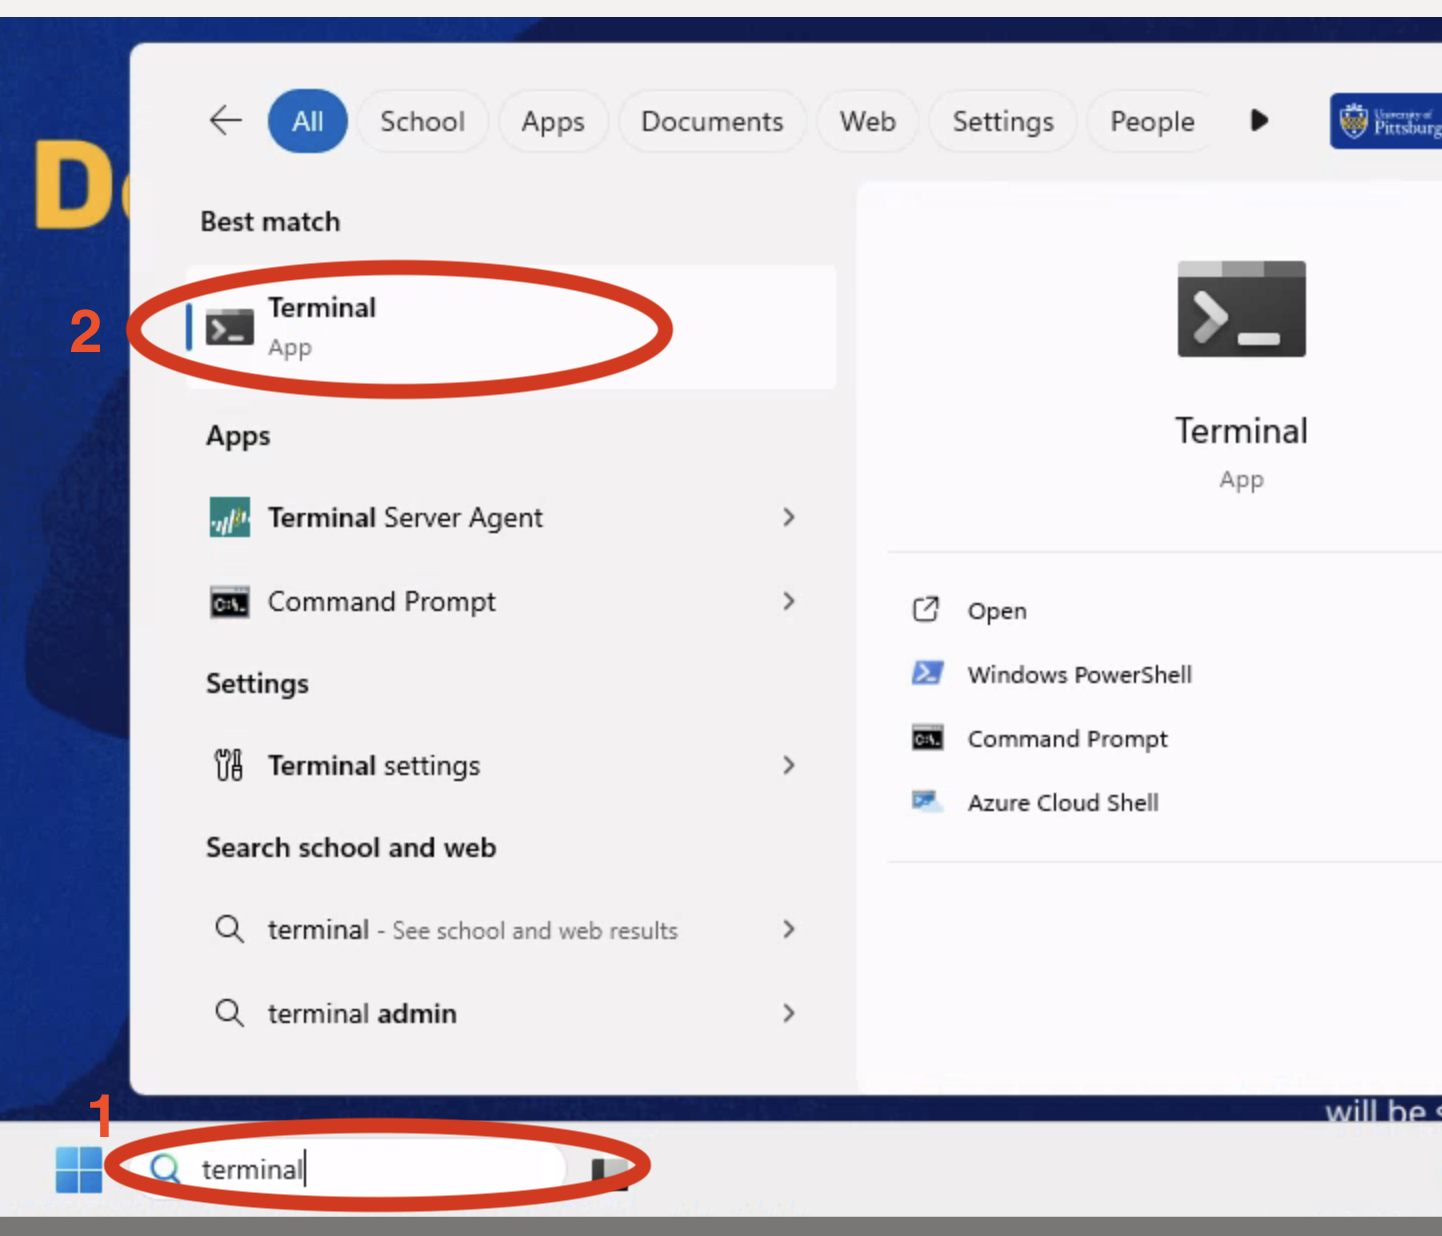 All School Apps Documents Web Settings People
University of
Pittsburg
D
Best match
2
Terminal
App
Apps
Terminal Server Agent
Command Prompt
Settings
Terminal settings
Search school and web
terminal - See school and web results
terminal admin
Terminal
App
Open
Windows PowerShell
Command Prompt
Azure Cloud Shell
will be
1
terminal